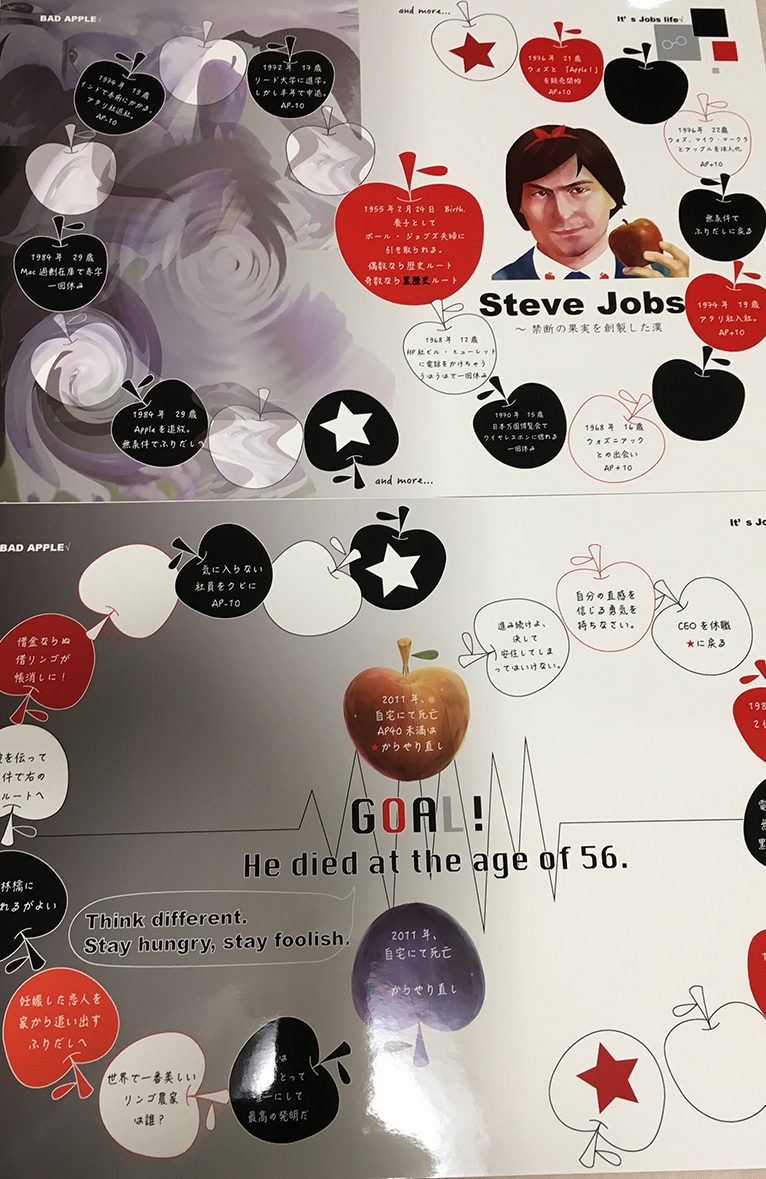 BAD APPLE√
and more...
It's Jobs life√
1972年 17歳
リード大学に進学。
しかし半年で中退。
AP-10
1974年 19歳
インドで赤痢にかかる。
アタリ社退社。
AP-10
1984年 29歳
Mac過剰在庫で赤字
一回休み
1984年 29歳
Appleを追放。
無条件でふりだしへ
and more...
1955年2月24日 Birth.
養子として
ポール・ジョブズ夫婦に
引き取られる。
偶数なら歴史ルート
奇数なら黒歴史ルート
1976年 21歳
ウォズと「Apple I」
を販売開始
AP+10
1976年 22歳
ウォズ、マイク・マークラ
とアップルを法人化
AP+10
無条件で
ふりだしに戻る
1974年 19歳
アタリ社入社。
AP+10
Steve Jobs
～禁断の果実を創製した漢
1968年 12歳
HP社ビル・ヒューレット
に電話をかけちゃう
うほうほで一回休み
1970年 15歳
日本万国博覧会で
ワイヤレスホンに惚れる
一回休み
1968年 16歳
ウォズニアック
との出会い
AP+10
BAD APPLE√
It's Jo
気に入らない
社員をクビに
AP-10
借金ならぬ
借リンゴが
帳消しに！
を伝って
件で右の
ルートへ
林檎に
れるがよい
妊娠した恋人を
家から追い出す
ふりだしへ
世界で一番美しい
リンゴ農家
は誰？
は
とって
にして
最高の発明だ
進み続けよ、
決して
安住してしま
ってはいけない。
自分の直感を
信じる勇気を
持ちなさい。
CEOを休職
★に戻る
198
2
電
黒
2011年、
自宅にて死亡
AP40未満は
★からやり直し
GOAL!
He died at the age of 56.
Think different.
Stay hungry, stay foolish.
2011年、
自宅にて死亡
★からやり直し